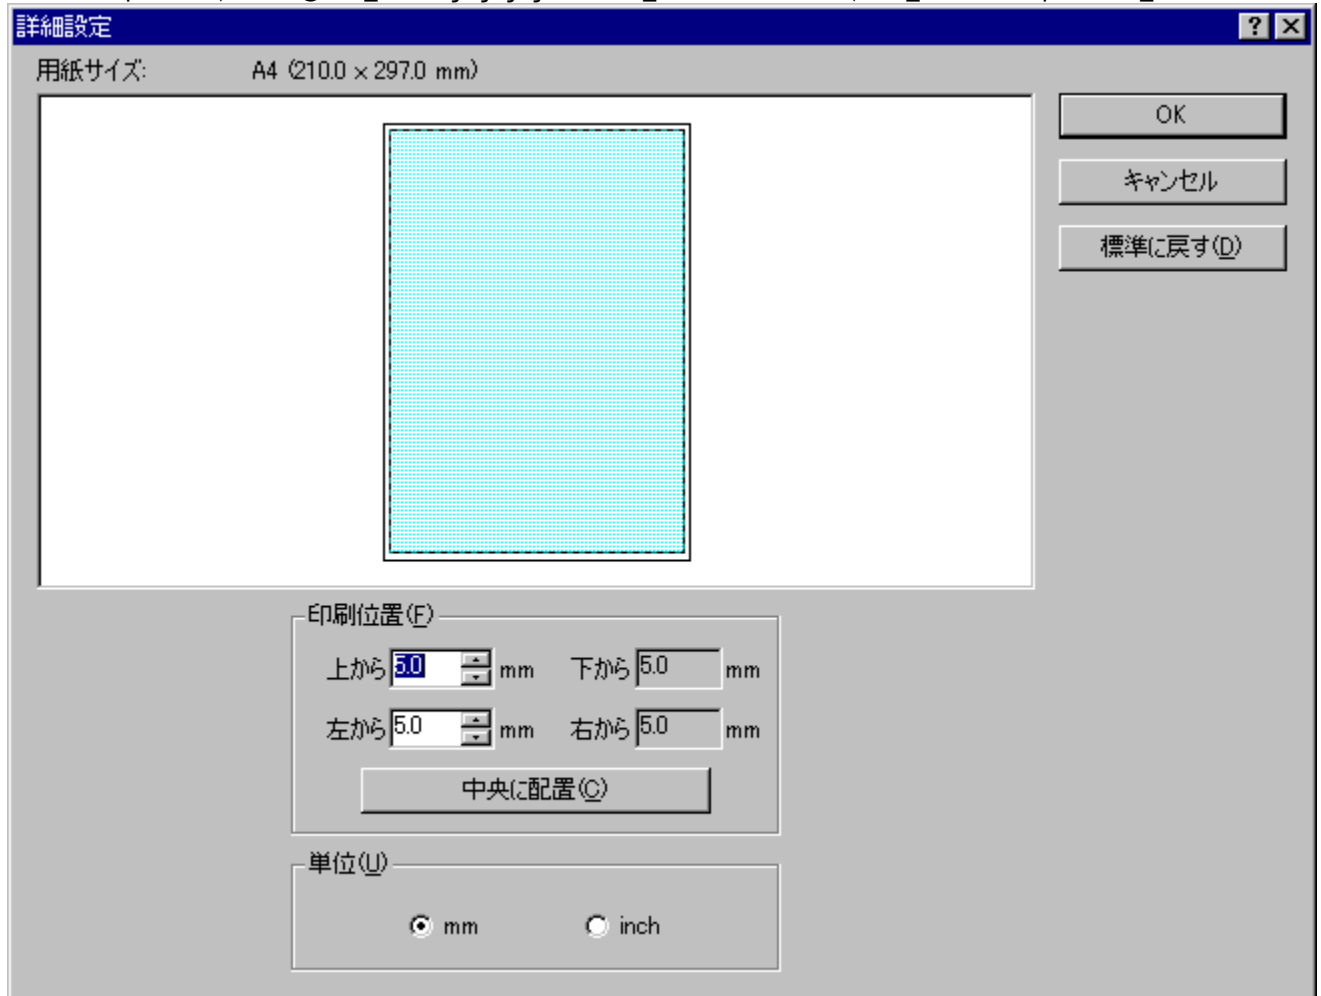 詳細設定
用紙サイズ: A4 (210.0 × 297.0 mm)
OK
キャンセル
標準に戻す(D)
印刷位置(F)
上から 5.0 mm 下から 5.0 mm
左から 5.0 mm 右から 5.0 mm
中央に配置(C)
単位(U)
mm inch